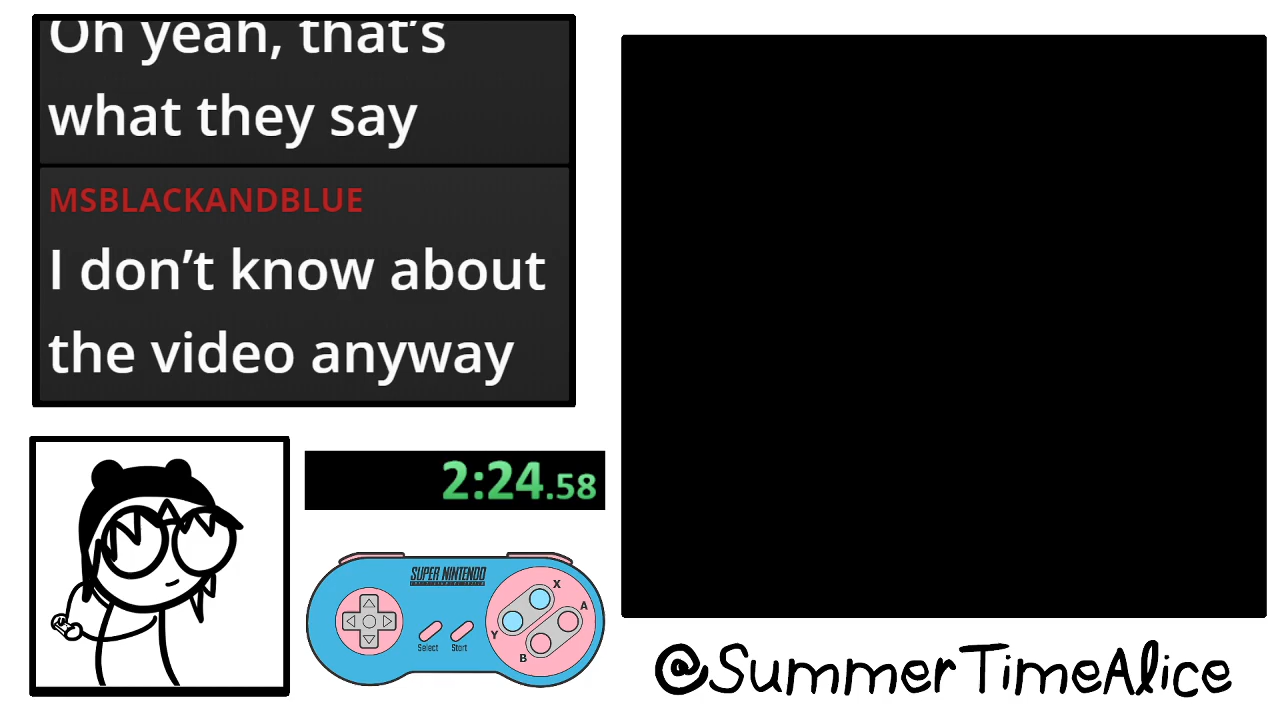 Oh yeah, that's
what they say
MSBLACKANDBLUE
I don't know about
the video anyway
2:24.58
SUPER NINTENDO
X
A
Y
B
Select Start
@SummerTimeAlice